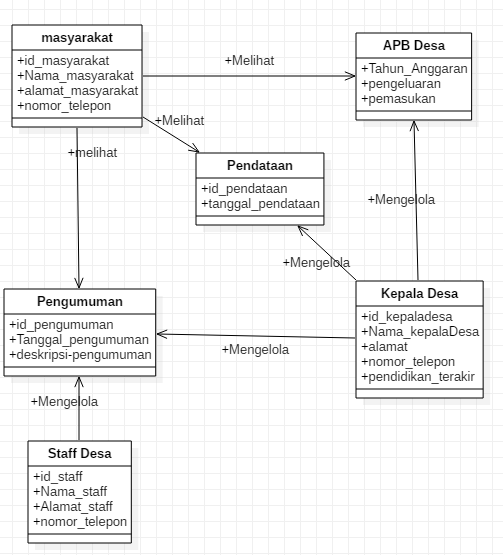 masyarakat
+id_masyarakat
+Nama_masyarakat
+alamat_masyarakat
+nomor_telepon
+Melihat
APB Desa
+Tahun_Anggaran
+pengeluaran
+pemasukan
+Melihat
+melihat
Pendataan
+id_pendataan
+tanggal_pendataan
+Mengelola
+Mengelola
Pengumuman
+id_pengumuman
+Tanggal_pengumuman
+deskripsi-pengumuman
+Mengelola
Kepala Desa
+id_kepaladesa
+Nama_kepalaDesa
+alamat
+nomor_telepon
+pendidikan_terakir
+Mengelola
Staff Desa
+id_staff
+Nama_staff
+Alamat_staff
+nomor_telepon